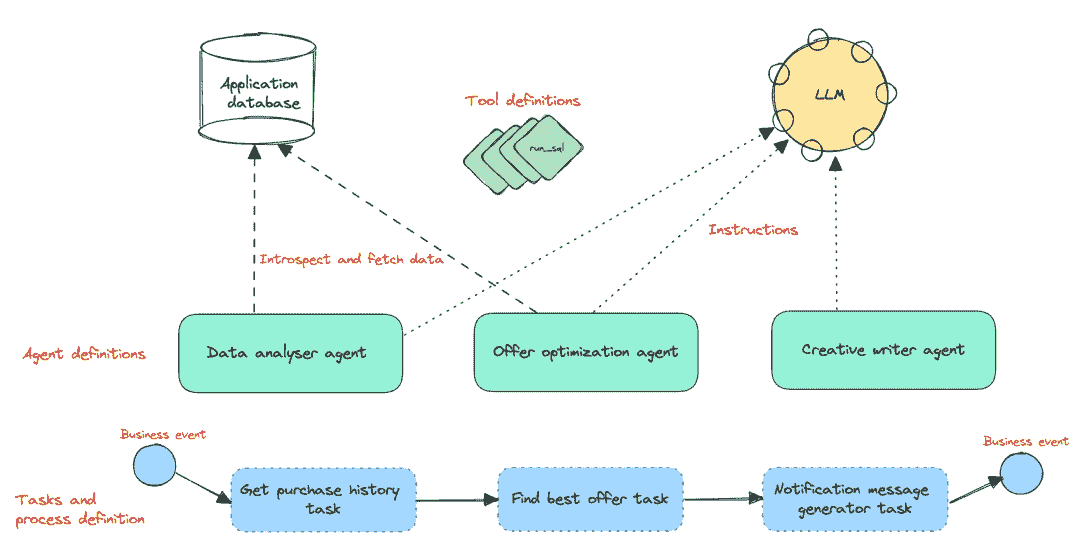 Application
database
Tool definitions
run_sql
LLM
Instructions
Introspect and fetch data
Agent definitions
Data analyser agent
Offer optimization agent
Creative writer agent
Business event
Business event
Tasks and
process definition
Get purchase history
task
Find best offer task
Notification message
generator task